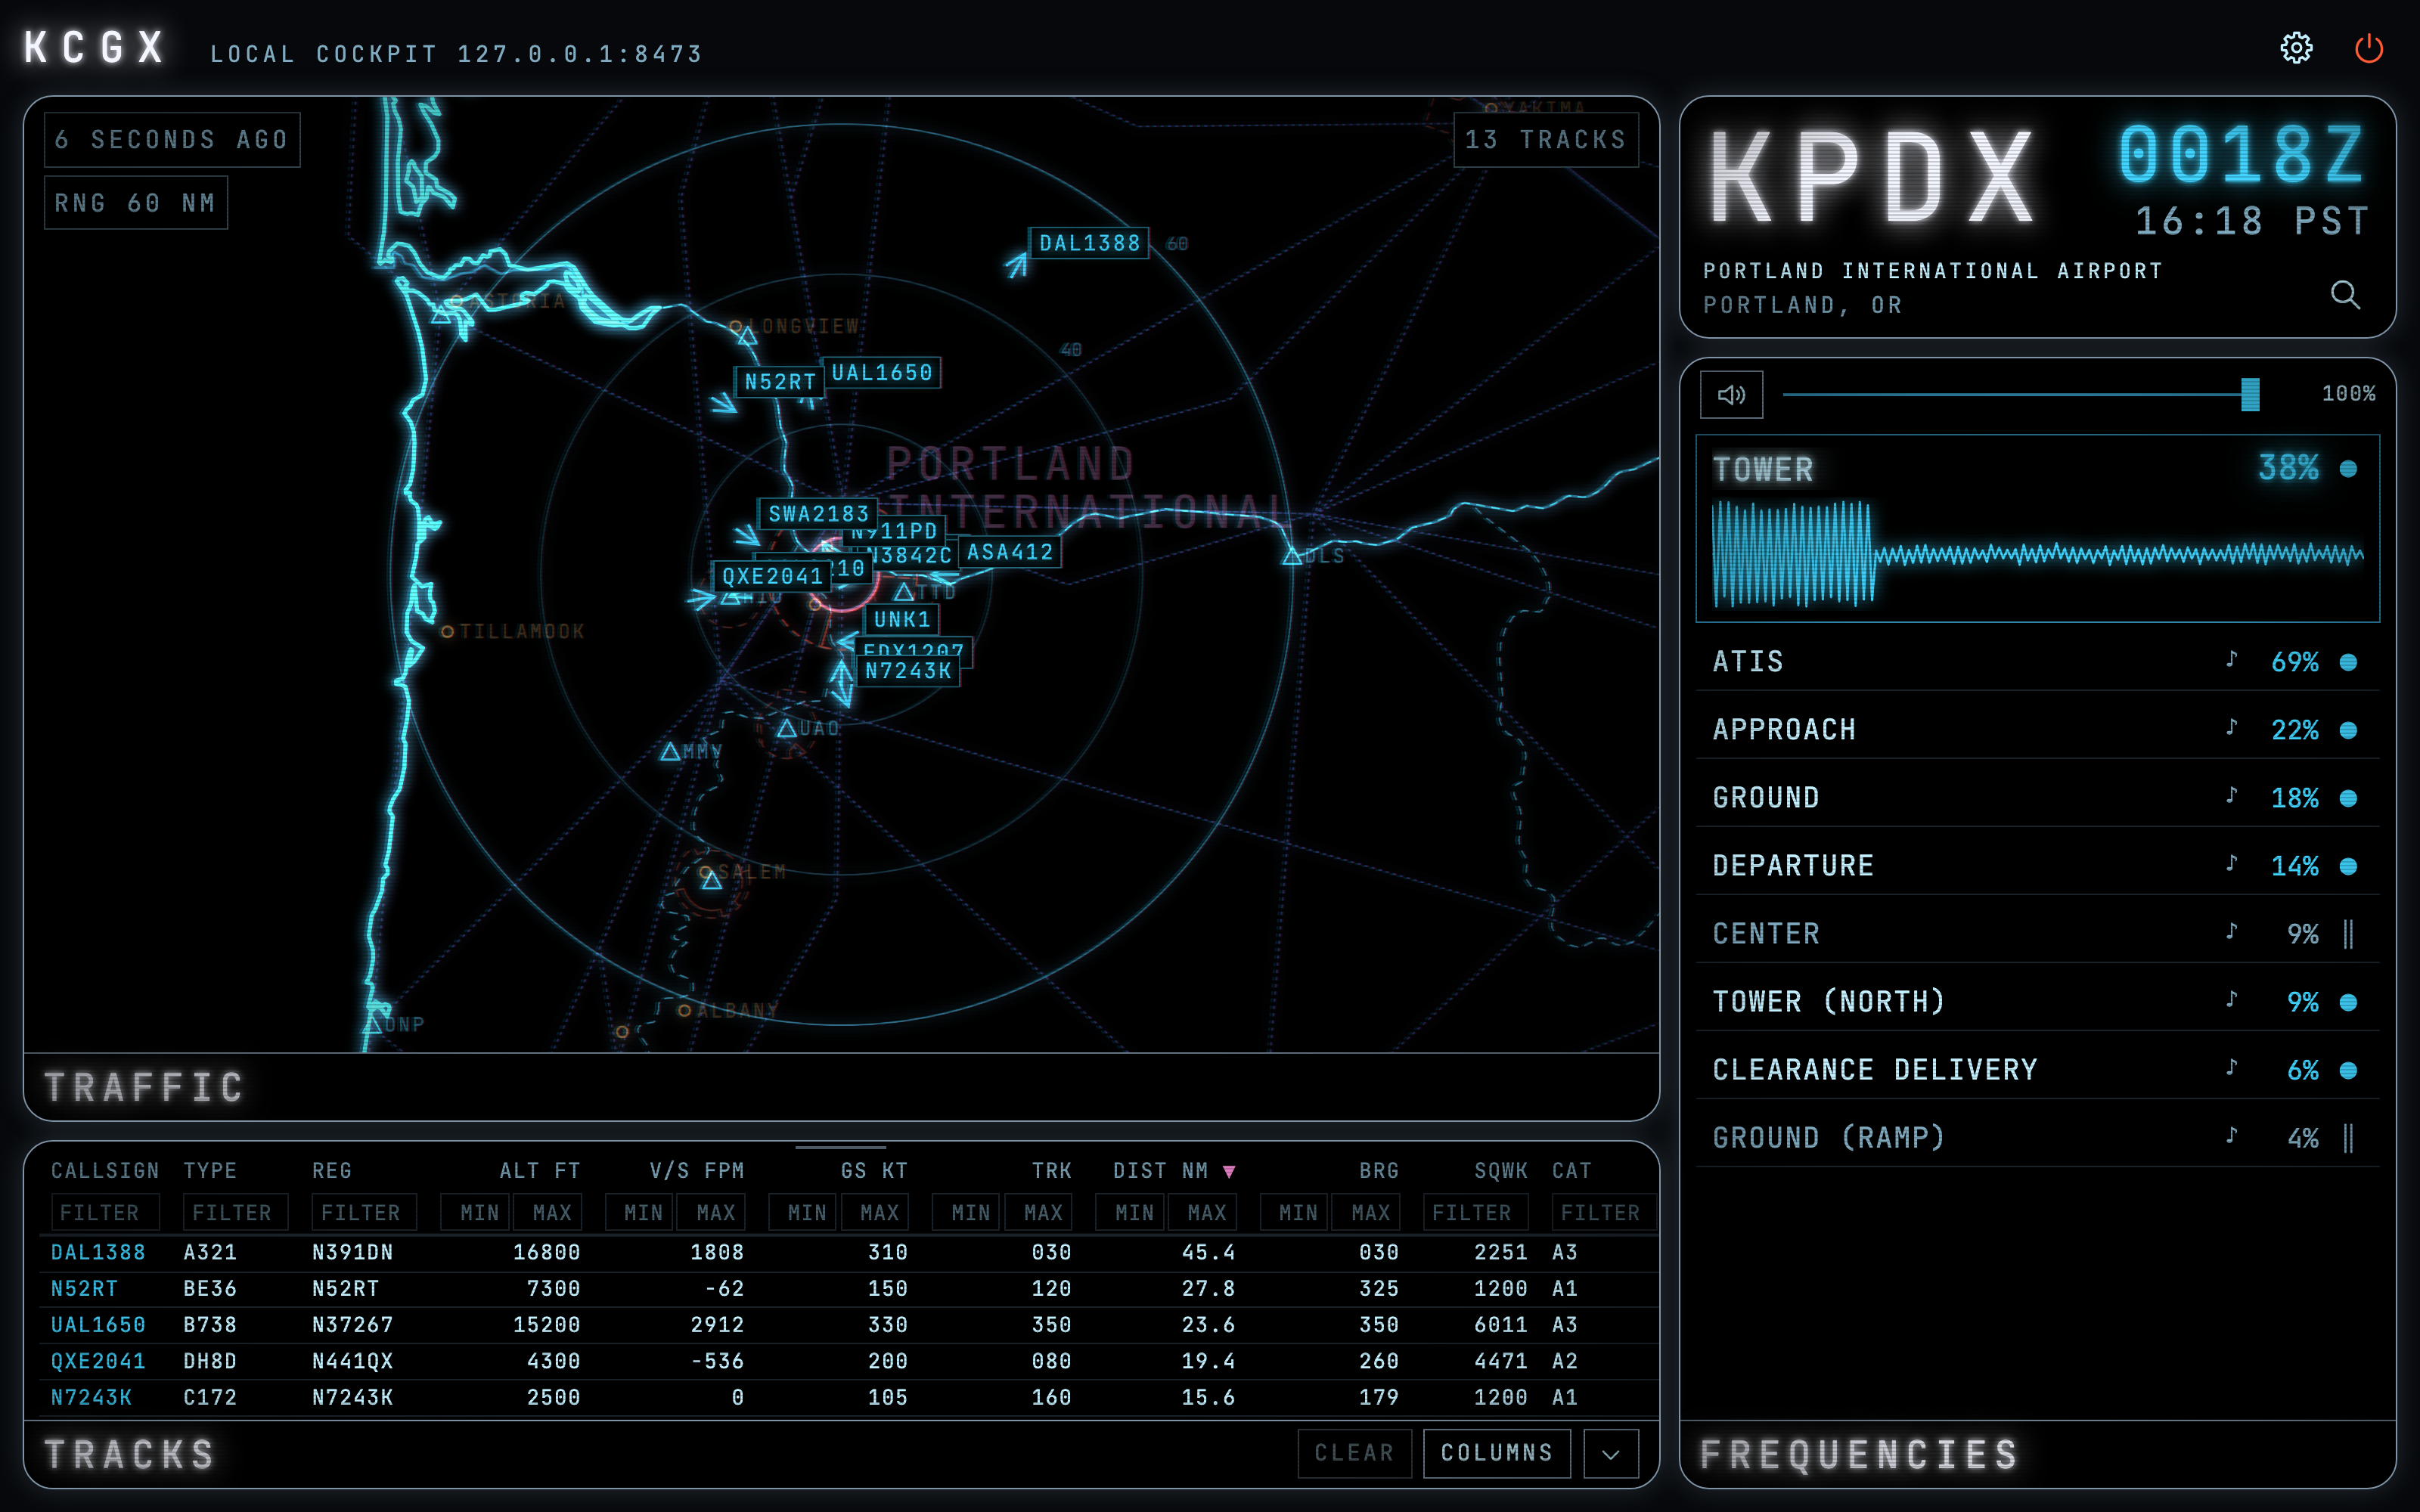 KCGX
LOCAL COCKPIT 127.0.0.1:8473
6 SECONDS AGO
RNG 60 NM
13 TRACKS
YAKIMA
DAL1388
60
ASTORIA
LONGVIEW
40
N52RT
UAL1650
PORTLAND
INTERNATIONAL
SWA2183
N911PD
N3842C
ASA412
QXE2041
DLS
TTD
UNK1
TILLAMOOK
FDX1207
N7243K
UAO
MMV
SALEM
ALBANY
ONP
TRAFFIC
CALLSIGN TYPE REG ALT FT V/S FPM GS KT TRK DIST NM ▼ BRG SQWK CAT
FILTER FILTER FILTER MIN MAX MIN MAX MIN MAX MIN MAX MIN MAX MIN MAX FILTER FILTER
DAL1388 A321 N391DN 16800 1808 310 030 45.4 030 2251 A3
N52RT BE36 N52RT 7300 -62 150 120 27.8 325 1200 A1
UAL1650 B738 N37267 15200 2912 330 350 23.6 350 6011 A3
QXE2041 DH8D N441QX 4300 -536 200 080 19.4 260 4471 A2
N7243K C172 N7243K 2500 0 105 160 15.6 179 1200 A1
TRACKS
CLEAR
COLUMNS
KPDX
0018Z
16:18 PST
PORTLAND INTERNATIONAL AIRPORT
PORTLAND, OR
100%
TOWER 38%
ATIS ♪ 69%
APPROACH ♪ 22%
GROUND ♪ 18%
DEPARTURE ♪ 14%
CENTER ♪ 9%
TOWER (NORTH) ♪ 9%
CLEARANCE DELIVERY ♪ 6%
GROUND (RAMP) ♪ 4%
FREQUENCIES